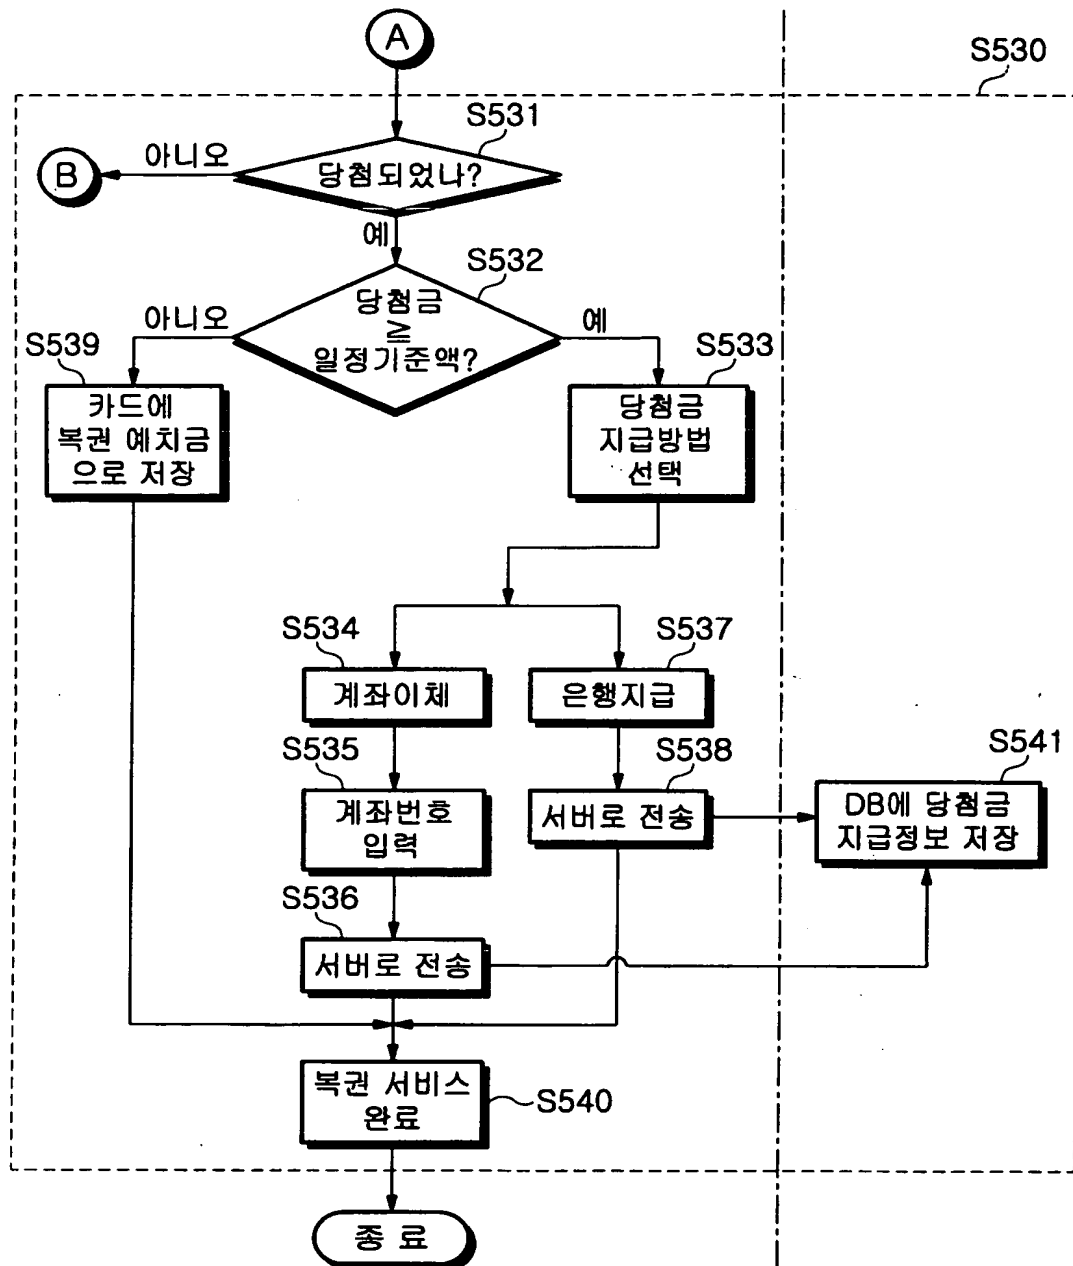 A
S530
S531
아니오
B
당첨되었나?
예
S532
당첨금
≧
일정기준액?
아니오
예
S539
S533
카드에
복권 예치금
으로 저장
당첨금
지급방법
선택
S534
S537
계좌이체
은행지급
S535
S538
S541
계좌번호
입력
서버로 전송
DB에 당첨금
지급정보 저장
S536
서버로 전송
복권 서비스
완료
S540
종 료